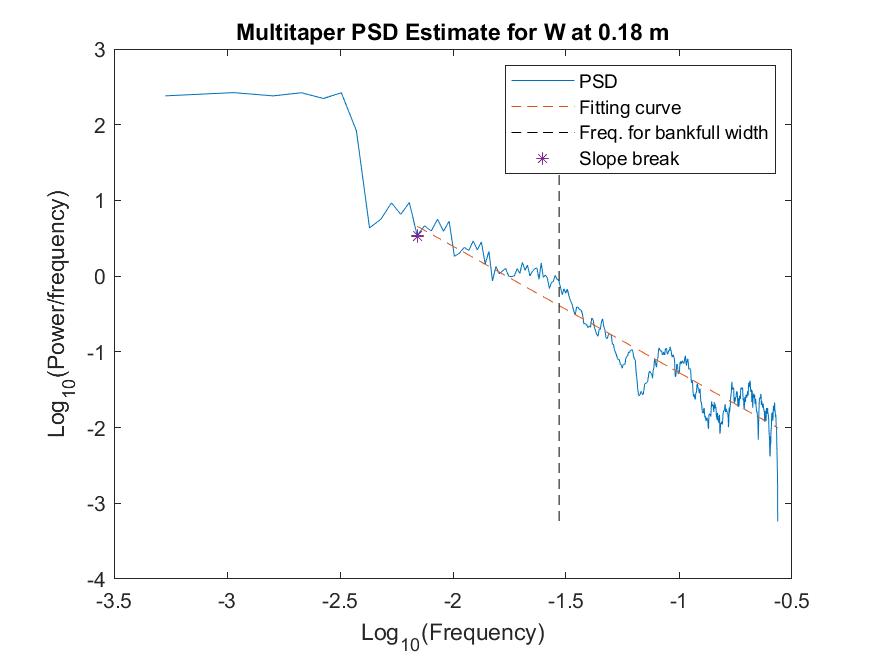 Multitaper PSD Estimate for W at 0.18 m
PSD
Fitting curve
Freq. for bankfull width
Slope break
Log10(Power/frequency)
3
2
1
0
-1
-2
-3
-4
-3.5 -3 -2.5 -2 -1.5 -1 -0.5
Log10(Frequency)